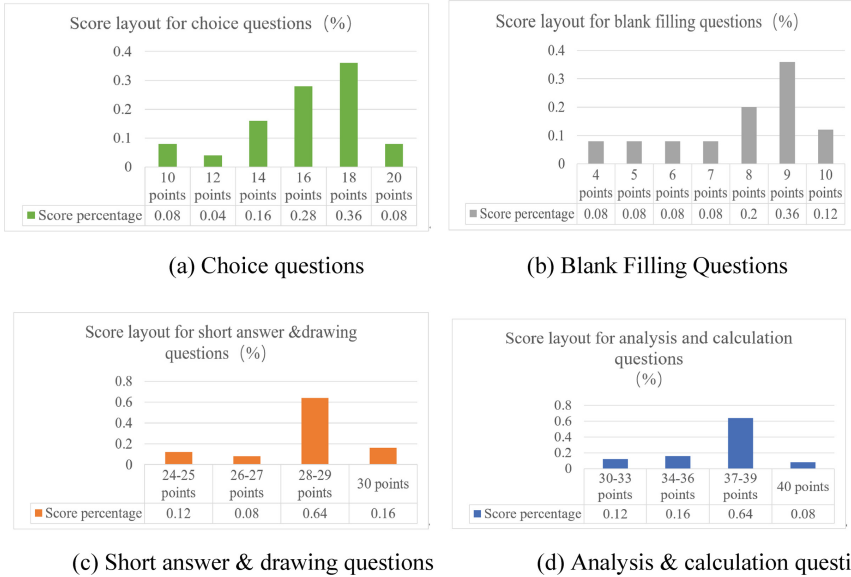 Score layout for choice questions (%)
0.4
0.3
0.2
0.1
0
10 points 12 points 14 points 16 points 18 points 20 points
Score percentage 0.08 0.04 0.16 0.28 0.36 0.08
(a) Choice questions
Score layout for blank filling questions (%)
0.4
0.3
0.2
0.1
0
4 points 5 points 6 points 7 points 8 points 9 points 10 points
Score percentage 0.08 0.08 0.08 0.08 0.2 0.36 0.12
(b) Blank Filling Questions
Score layout for short answer &drawing
questions (%)
0.8
0.6
0.4
0.2
0
24-25 points 26-27 points 28-29 points 30 points
Score percentage 0.12 0.08 0.64 0.16
(c) Short answer & drawing questions
Score layout for analysis and calculation
questions
(%)
0.8
0.6
0.4
0.2
0
30-33 points 34-36 points 37-39 points 40 points
Score percentage 0.12 0.16 0.64 0.08
(d) Analysis & calculation questi